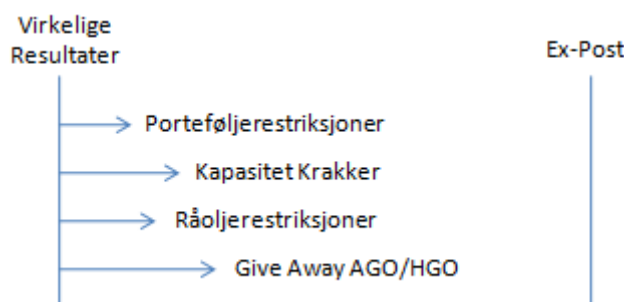 Virkelige
Resultater
Ex-Post
Porteføljerestriksjoner
Kapasitet Krakker
Råoljerestriksjoner
Give Away AGO/HGO